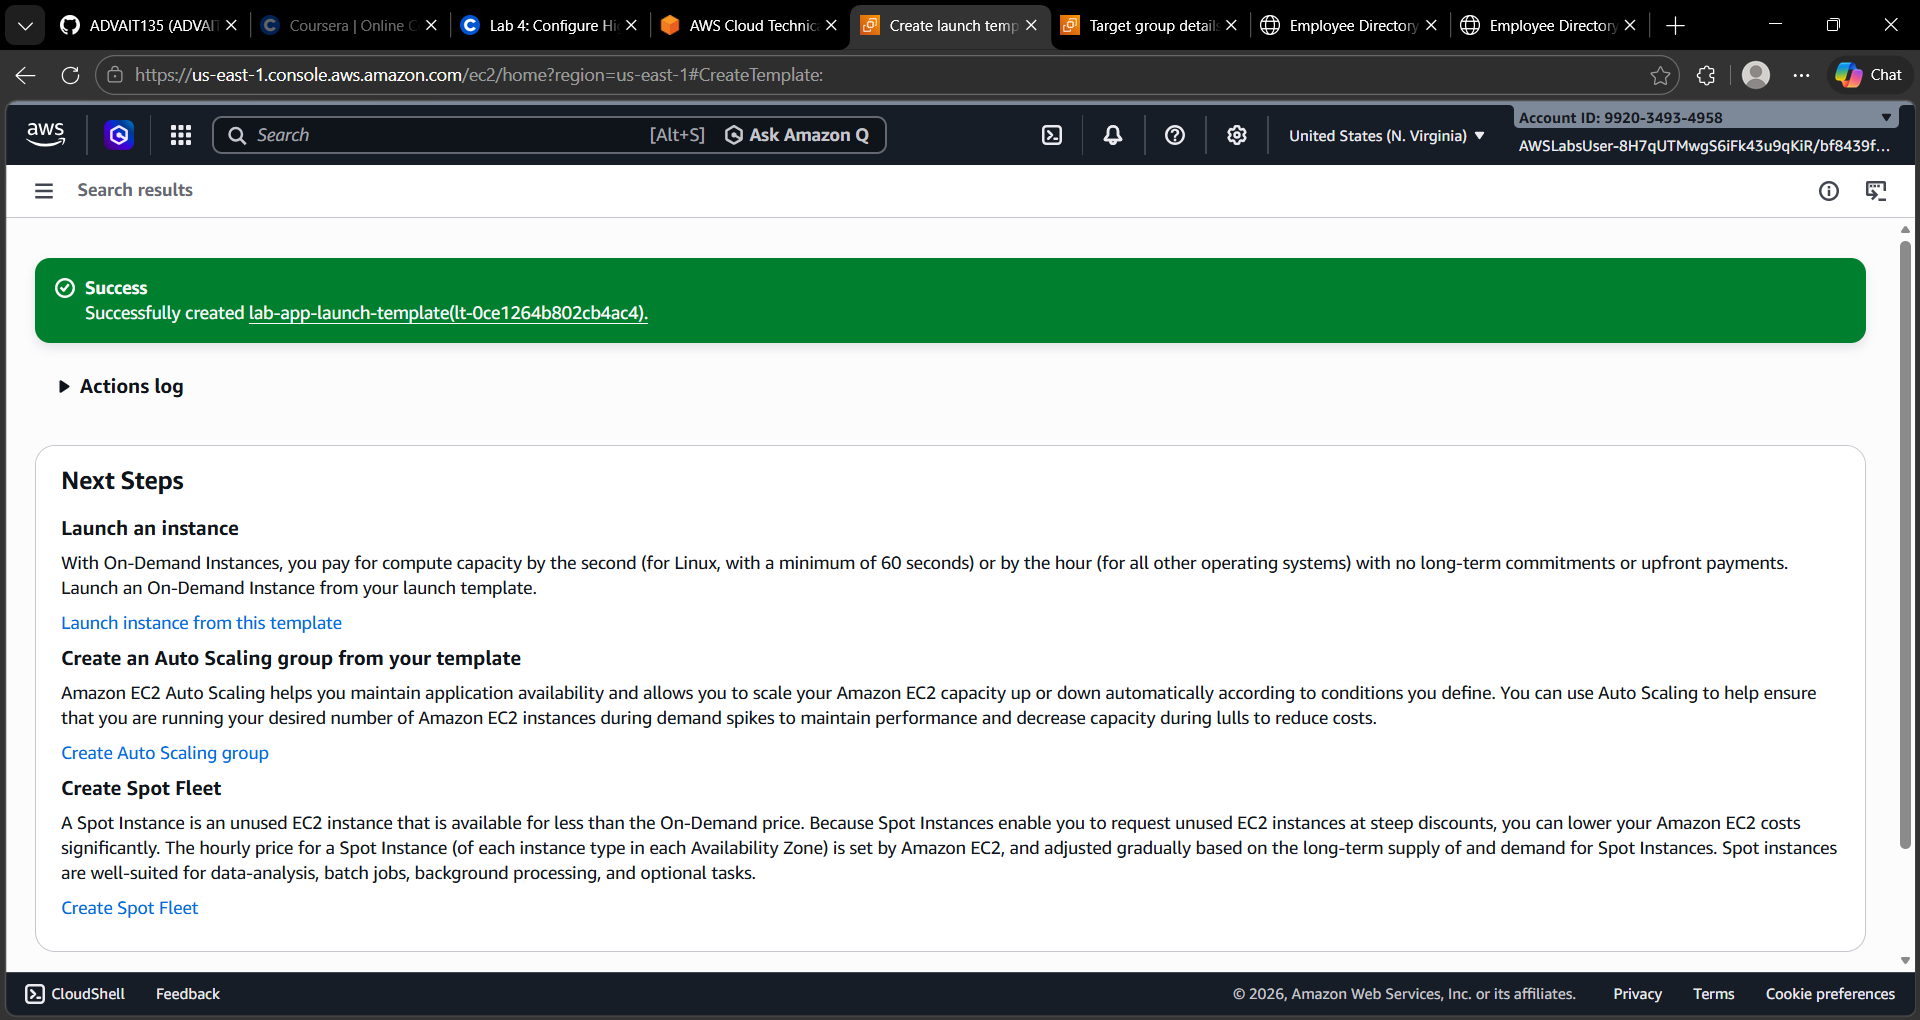 ADVAIT135 (ADVAIT
Coursera | Online C
Lab 4: Configure Hi
AWS Cloud Technic
Create launch temp
Target group details
Employee Directory
Employee Directory
https://us-east-1.console.aws.amazon.com/ec2/home?region=us-east-1#CreateTemplate:
Chat
aws
Search
[Alt+S]
Ask Amazon Q
United States (N. Virginia)
Account ID: 9920-3493-4958
AWSLabsUser-8H7qUTMwgS6iFk43u9qKiR/bf8439f...
Search results
Success
Successfully created lab-app-launch-template(lt-0ce1264b802cb4ac4).
Actions log
Next Steps
Launch an instance
With On-Demand Instances, you pay for compute capacity by the second (for Linux, with a minimum of 60 seconds) or by the hour (for all other operating systems) with no long-term commitments or upfront payments.
Launch an On-Demand Instance from your launch template.
Launch instance from this template
Create an Auto Scaling group from your template
Amazon EC2 Auto Scaling helps you maintain application availability and allows you to scale your Amazon EC2 capacity up or down automatically according to conditions you define. You can use Auto Scaling to help ensure
that you are running your desired number of Amazon EC2 instances during demand spikes to maintain performance and decrease capacity during lulls to reduce costs.
Create Auto Scaling group
Create Spot Fleet
A Spot Instance is an unused EC2 instance that is available for less than the On-Demand price. Because Spot Instances enable you to request unused EC2 instances at steep discounts, you can lower your Amazon EC2 costs
significantly. The hourly price for a Spot Instance (of each instance type in each Availability Zone) is set by Amazon EC2, and adjusted gradually based on the long-term supply of and demand for Spot Instances. Spot instances
are well-suited for data-analysis, batch jobs, background processing, and optional tasks.
Create Spot Fleet
CloudShell
Feedback
© 2026, Amazon Web Services, Inc. or its affiliates.
Privacy
Terms
Cookie preferences